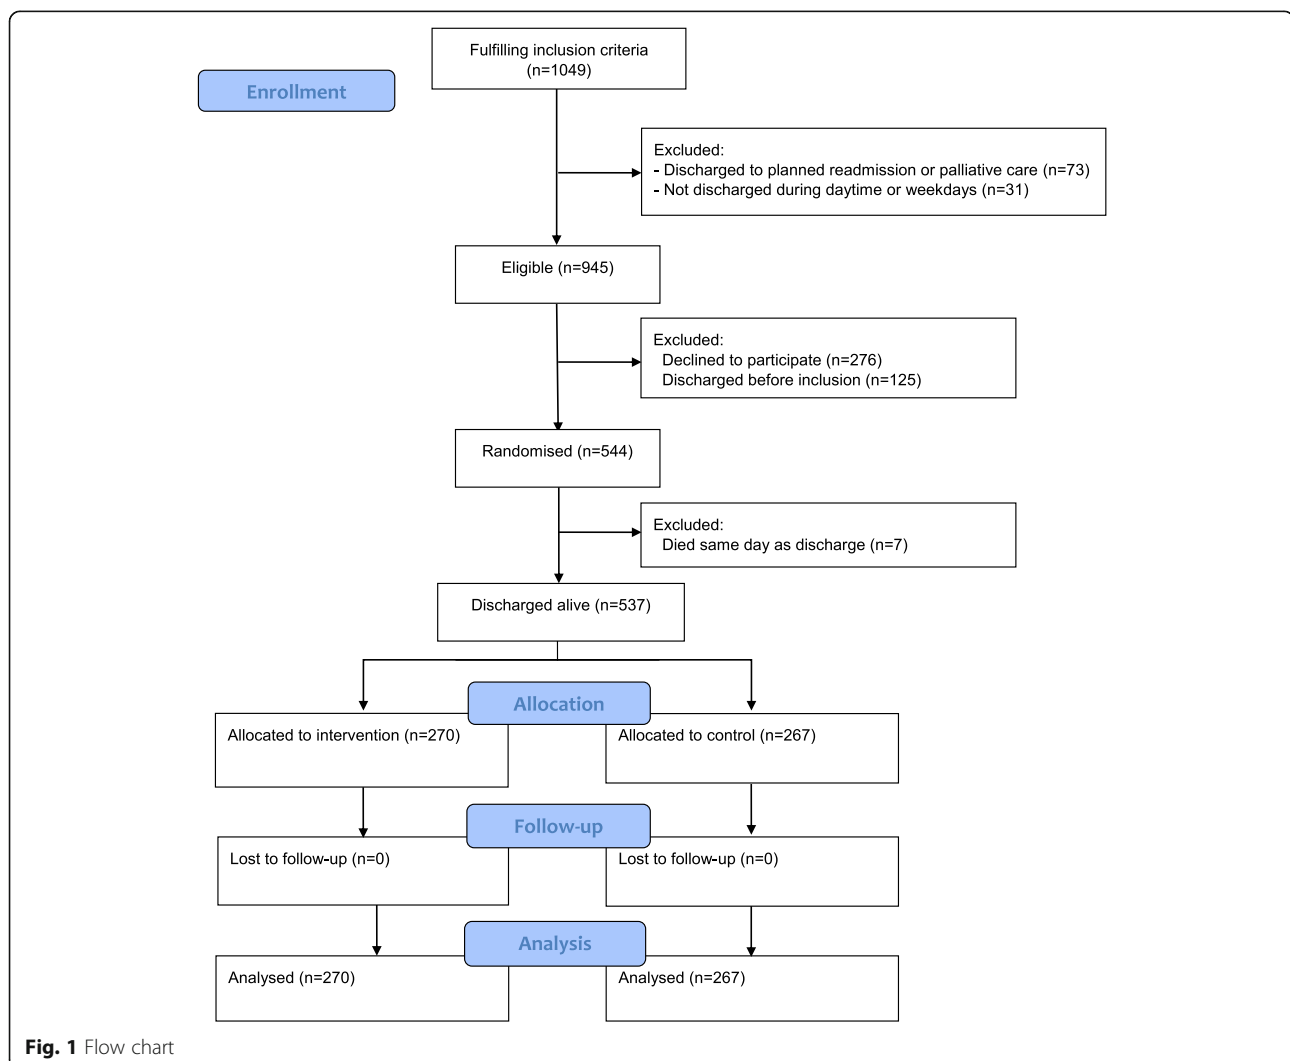 Fulfilling inclusion criteria
(n=1049)
Enrollment
Excluded:
- Discharged to planned readmission or palliative care (n=73)
- Not discharged during daytime or weekdays (n=31)
Eligible (n=945)
Excluded:
Declined to participate (n=276)
Discharged before inclusion (n=125)
Randomised (n=544)
Excluded:
Died same day as discharge (n=7)
Discharged alive (n=537)
Allocation
Allocated to intervention (n=270)
Allocated to control (n=267)
Follow-up
Lost to follow-up (n=0)
Lost to follow-up (n=0)
Analysis
Analysed (n=270)
Analysed (n=267)
Fig. 1 Flow chart